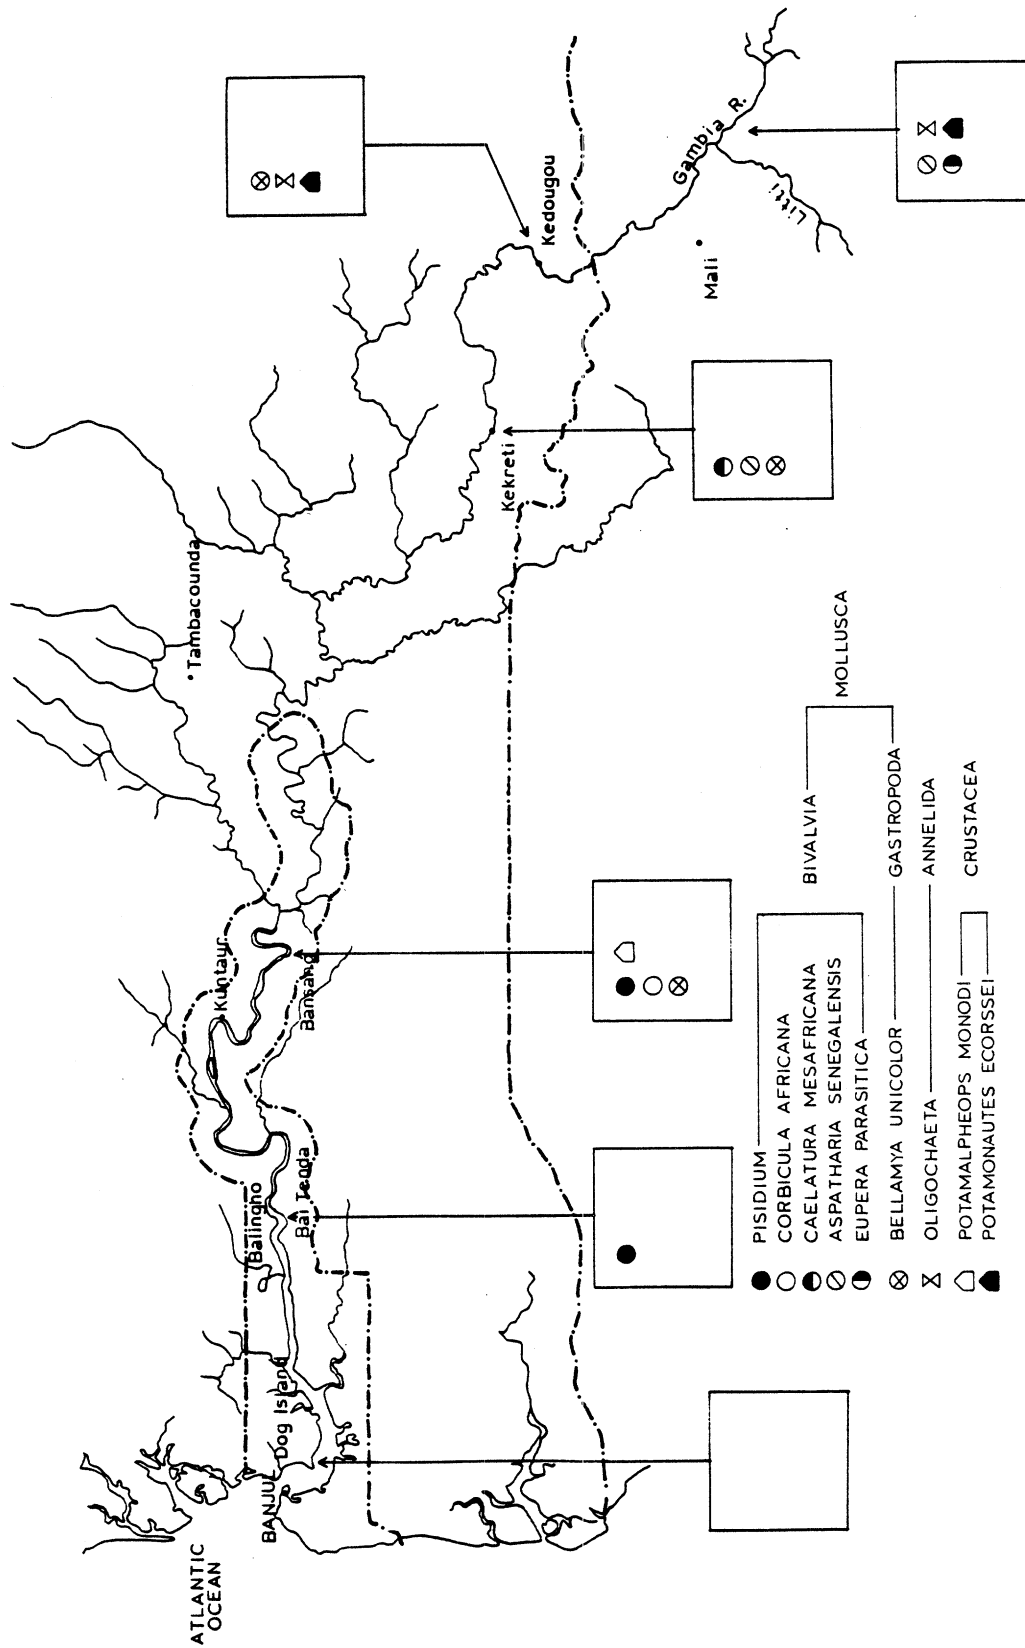 ATLANTIC
OCEAN
BANJUL
Dog Island
Balingho
Bai Tenda
Kuntaur
Bansang
Tambacounda
Kekreti
Kedougou
Mali
Gambia R.
Litti
PISIDIUM
CORBICULA AFRICANA
CAELATURA MESAFRICANA
ASPATHARIA SENEGALENSIS
EUPERA PARASITICA
BIVALVIA
MOLLUSCA
BELLAMYA UNICOLOR
GASTROPODA
OLIGOCHAETA
ANNELIDA
POTAMALPHEOPS MONODI
CRUSTACEA
POTAMONAUTES ECORSSEI